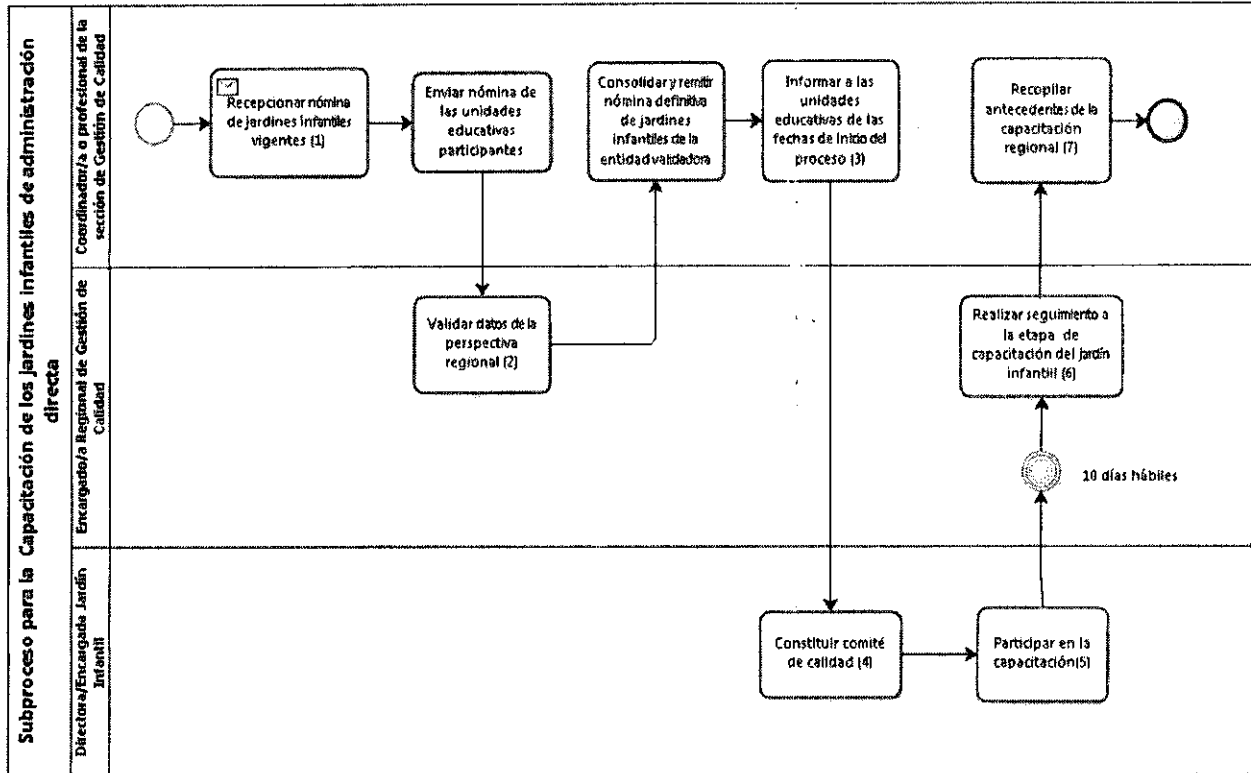 Subproceso para la Capacitación de los jardines infantiles de administración
directa
Coordinador/a o profesional de la
sección de Gestión de Calidad
Recepcionar nómina
de jardines infantiles
vigentes (1)
Enviar nómina de
las unidades
educativas
participantes
Consolidar y remitir
nómina definitiva
de jardines
infantiles de la
entidad validadora
Informar a las
unidades
educativas de las
fechas de inicio del
proceso (3)
Recopilar
antecedentes de la
capacitación
regional (7)
Encargado/a Regional de Gestión de
Calidad
Validar datos de la
perspectiva
regional (2)
Realizar seguimiento a
la etapa de
capacitación del jardín
infantil (6)
10 días hábiles
Directora/Encargada Jardín
Infantil
Constituir comité
de calidad (4)
Participar en la
capacitación(5)